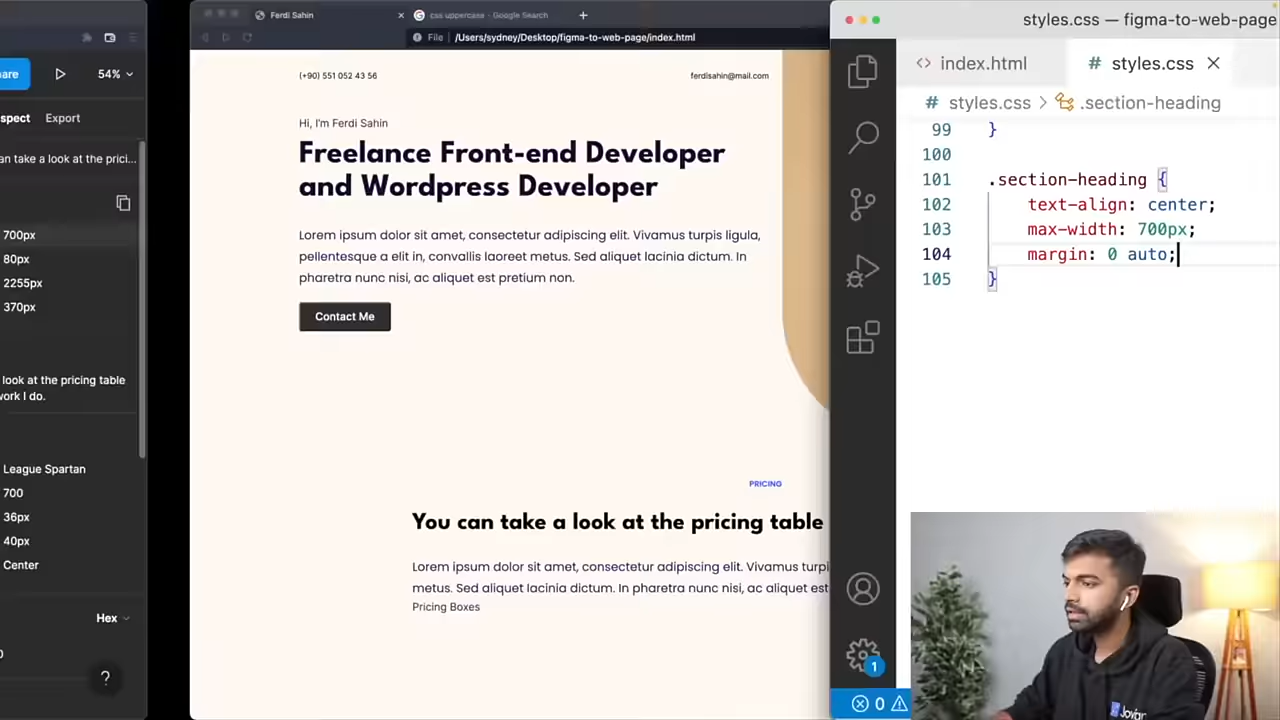 are
54%
spect
Export
an take a look at the prici...
700px
80px
2255px
370px
look at the pricing table
work I do.
League Spartan
700
36px
40px
Center
Hex
0
?
Ferdi Sahin
css uppercase - Google Search
File
/Users/sydney/Desktop/figma-to-web-page/index.html
(+90) 551 052 43 56
ferdisahin@mail.com
Hi, I'm Ferdi Sahin
Freelance Front-end Developer
and Wordpress Developer
Lorem ipsum dolor sit amet, consectetur adipiscing elit. Vivamus turpis ligula,
pellentesque a elit in, convallis laoreet metus. Sed aliquet lacinia dictum. In
pharetra nunc nisi, ac aliquet est pretium non.
Contact Me
PRICING
You can take a look at the pricing table
Lorem ipsum dolor sit amet, consectetur adipiscing elit. Vivamus turpi
metus. Sed aliquet lacinia dictum. In pharetra nunc nisi, ac aliquet est
Pricing Boxes
styles.css — figma-to-web-page
index.html
# styles.css
# styles.css > .section-heading
99 }
100
101 .section-heading {
102 text-align: center;
103 max-width: 700px;
104 margin: 0 auto;
105 }
1
0
Jovian